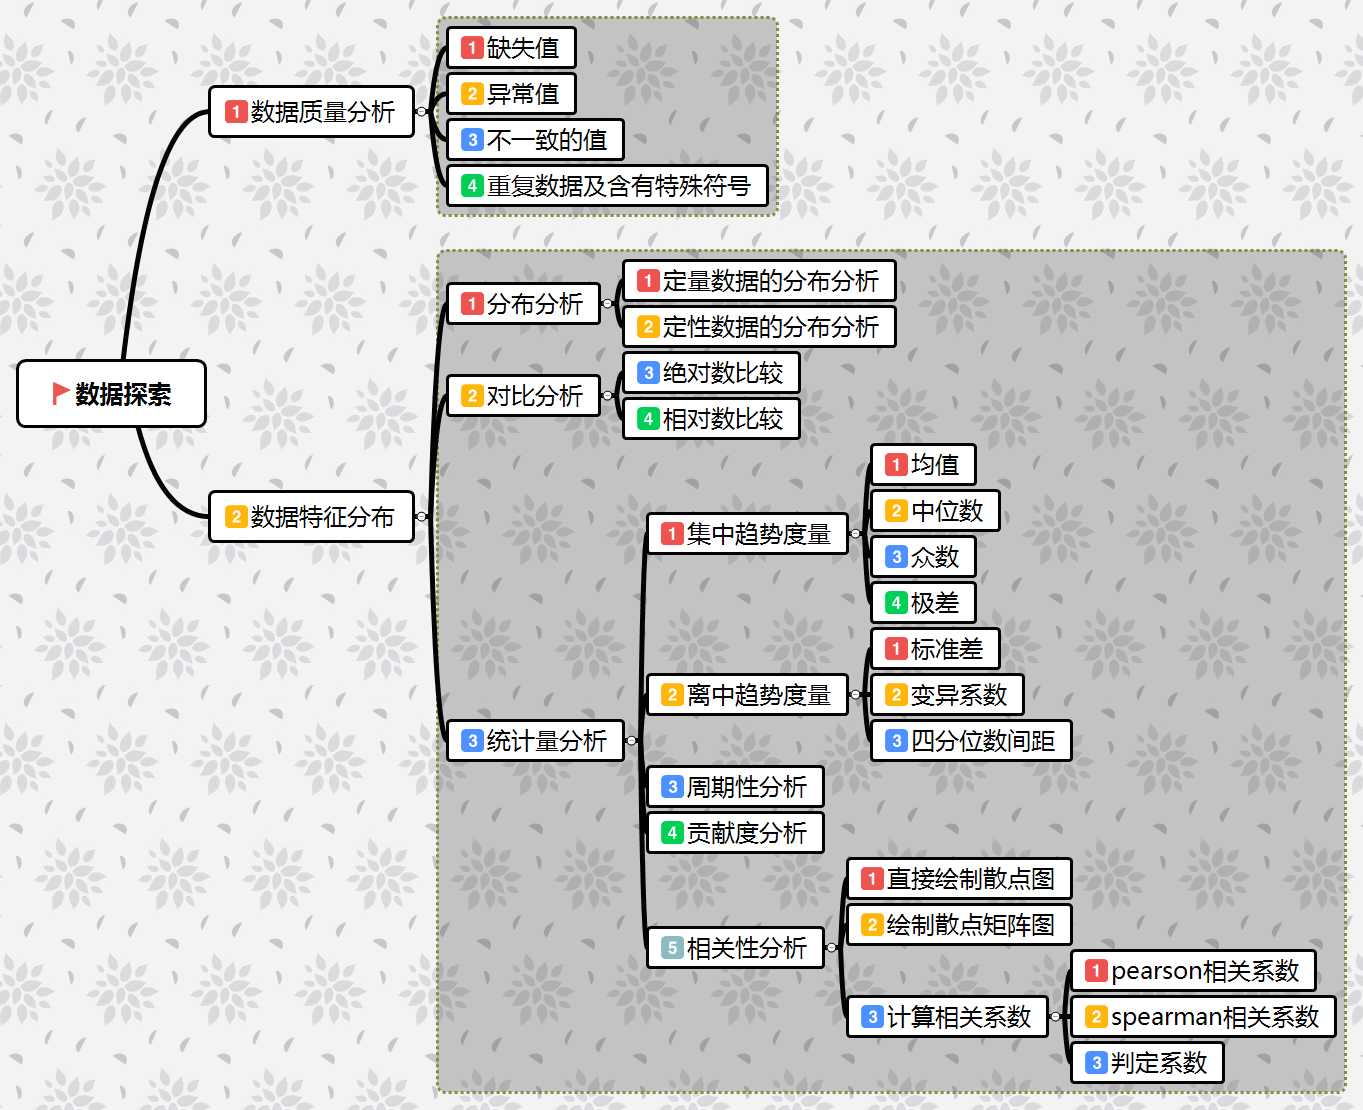 1 数据质量分析
1 缺失值
2 异常值
3 不一致的值
4 重复数据及含有特殊符号
数据探索
2 数据特征分布
1 分布分析
1 定量数据的分布分析
2 定性数据的分布分析
2 对比分析
3 绝对数比较
4 相对数比较
3 统计量分析
1 集中趋势度量
1 均值
2 中位数
3 众数
4 极差
2 离中趋势度量
1 标准差
2 变异系数
3 四分位数间距
3 周期性分析
4 贡献度分析
5 相关性分析
1 直接绘制散点图
2 绘制散点矩阵图
3 计算相关系数
1 pearson相关系数
2 spearman相关系数
3 判定系数